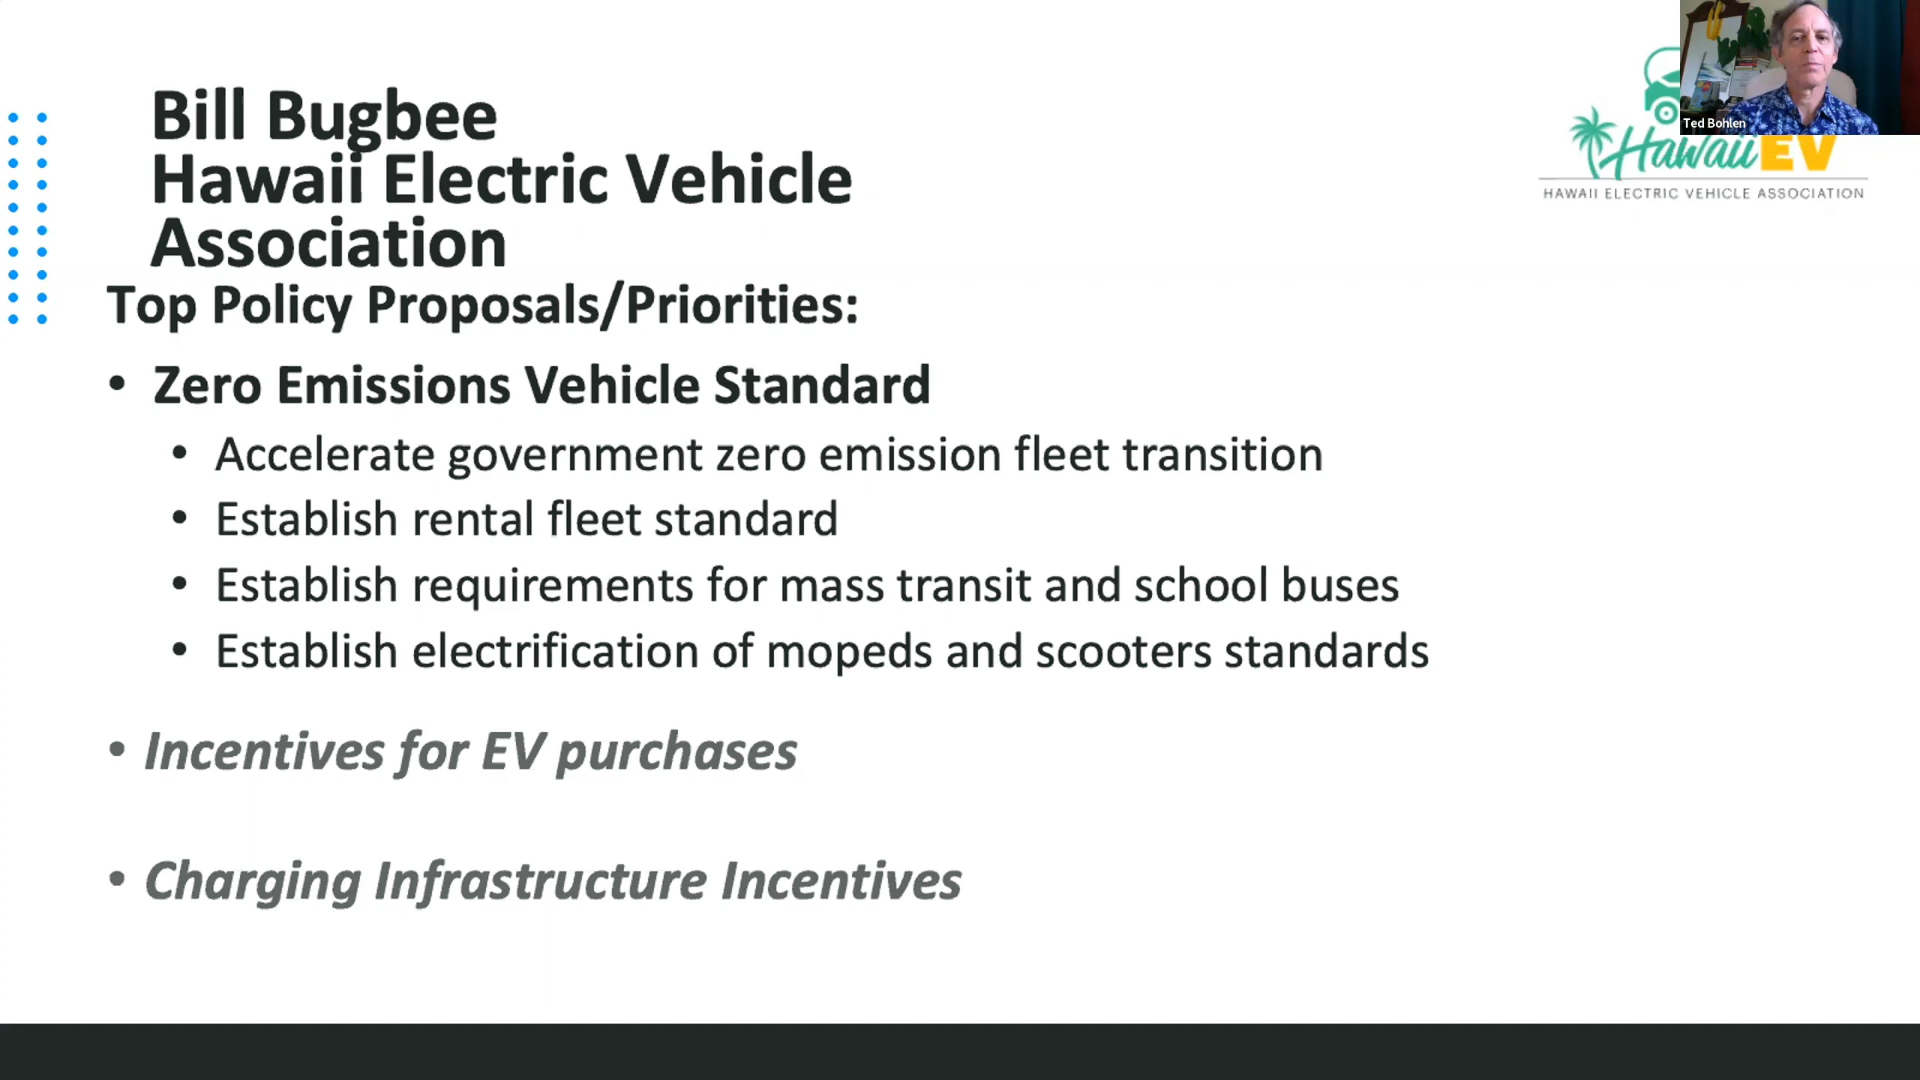 Bill Bugbee
Hawaii Electric Vehicle
Association
Top Policy Proposals/Priorities:
• Zero Emissions Vehicle Standard
• Accelerate government zero emission fleet transition
• Establish rental fleet standard
• Establish requirements for mass transit and school buses
• Establish electrification of mopeds and scooters standards
• Incentives for EV purchases
• Charging Infrastructure Incentives
Ted Bohlen
Hawaii EV
HAWAII ELECTRIC VEHICLE ASSOCIATION